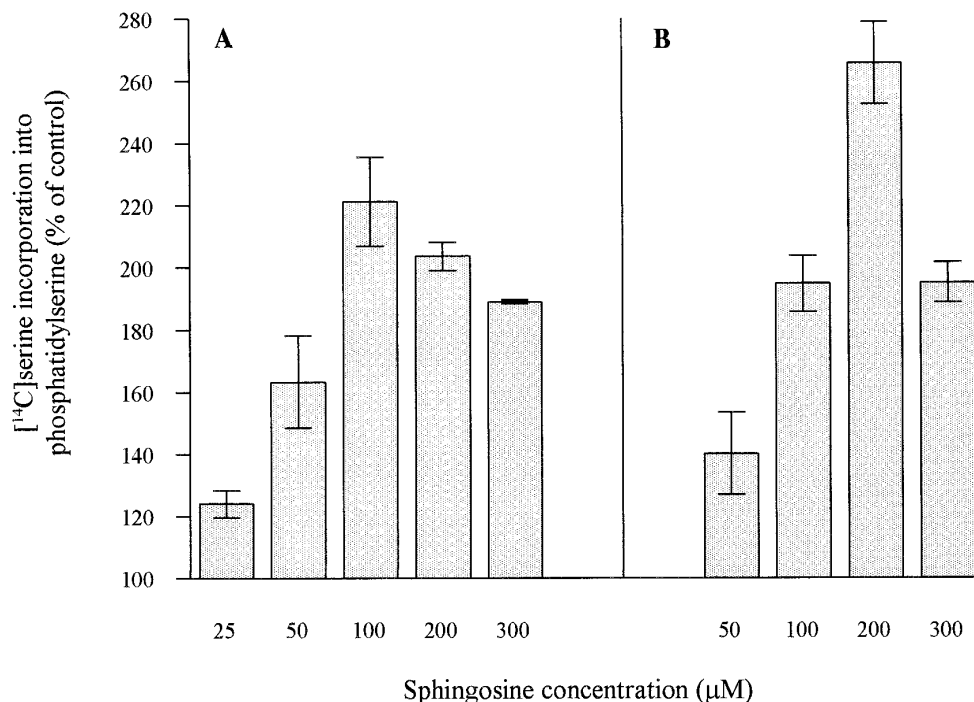 [¹⁴C]serine incorporation into
phosphatidylserine (% of control)
280
260
240
220
200
180
160
140
120
100
A
B
25 50 100 200 300
50 100 200 300
Sphingosine concentration (μM)